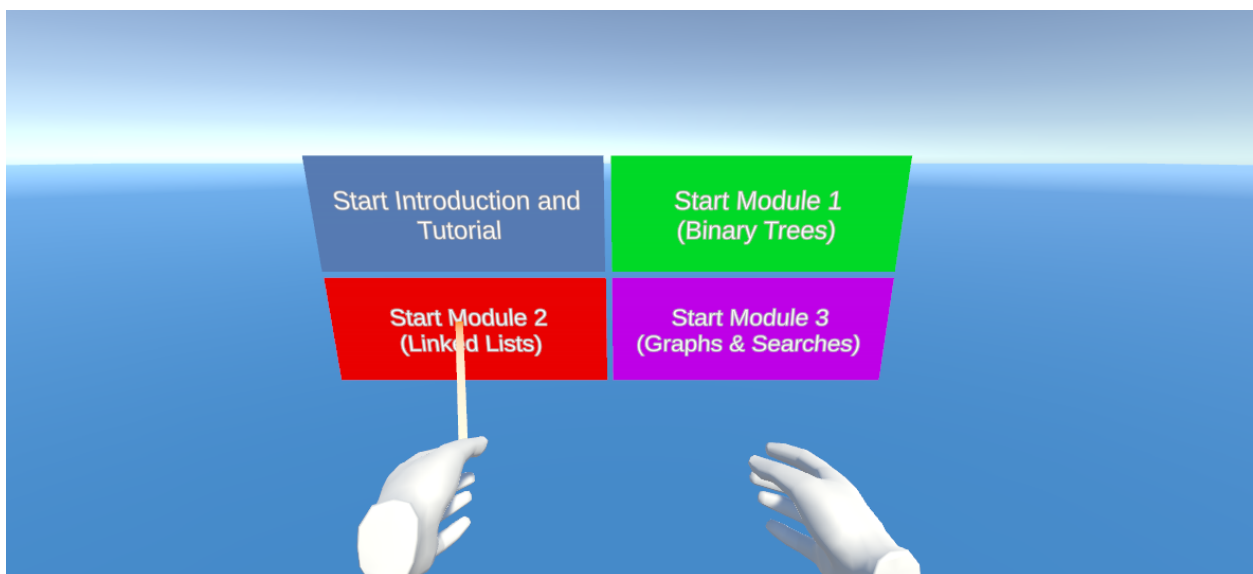 Start Introduction and
Tutorial
Start Module 1
(Binary Trees)
Start Module 2
(Linked Lists)
Start Module 3
(Graphs & Searches)